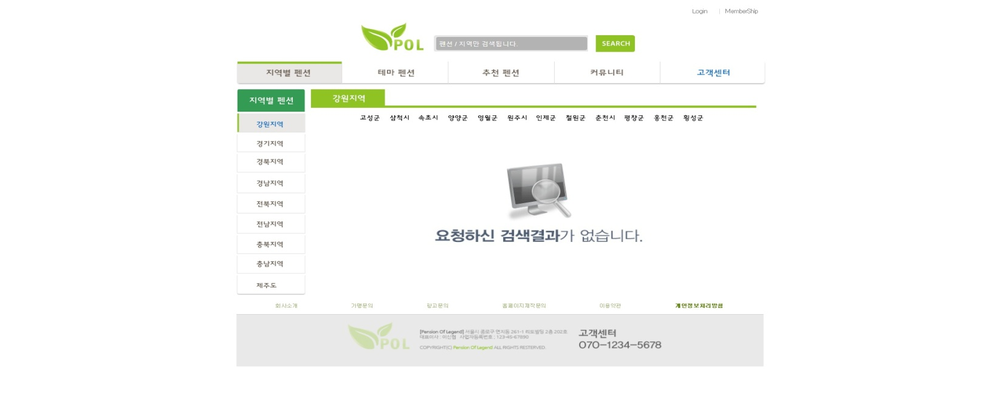 Login | MemberShip
POL
펜션 / 지역만 검색됩니다.
SEARCH
지역별 펜션 테마 펜션 추천 펜션 커뮤니티 고객센터
지역별 펜션
강원지역
경기지역
경북지역
경남지역
전북지역
전남지역
충북지역
충남지역
제주도
강원지역
고성군 삼척시 속초시 양양군 영월군 원주시 인제군 철원군 춘천시 평창군 홍천군 횡성군
요청하신 검색결과가 없습니다.
회사소개 가맹문의 광고문의 홈페이지제작문의 이용약관 개인정보처리방침
POL
[Pension Of Legend] 서울시 종로구 연지동 261-1 리도빌딩 2층 202호
대표이사 : 이신협 사업자등록번호 : 123-45-67890
COPYRIGHT(C) Pension Of Legend ALL RIGHTS RESTERVED.
고객센터
070-1234-5678